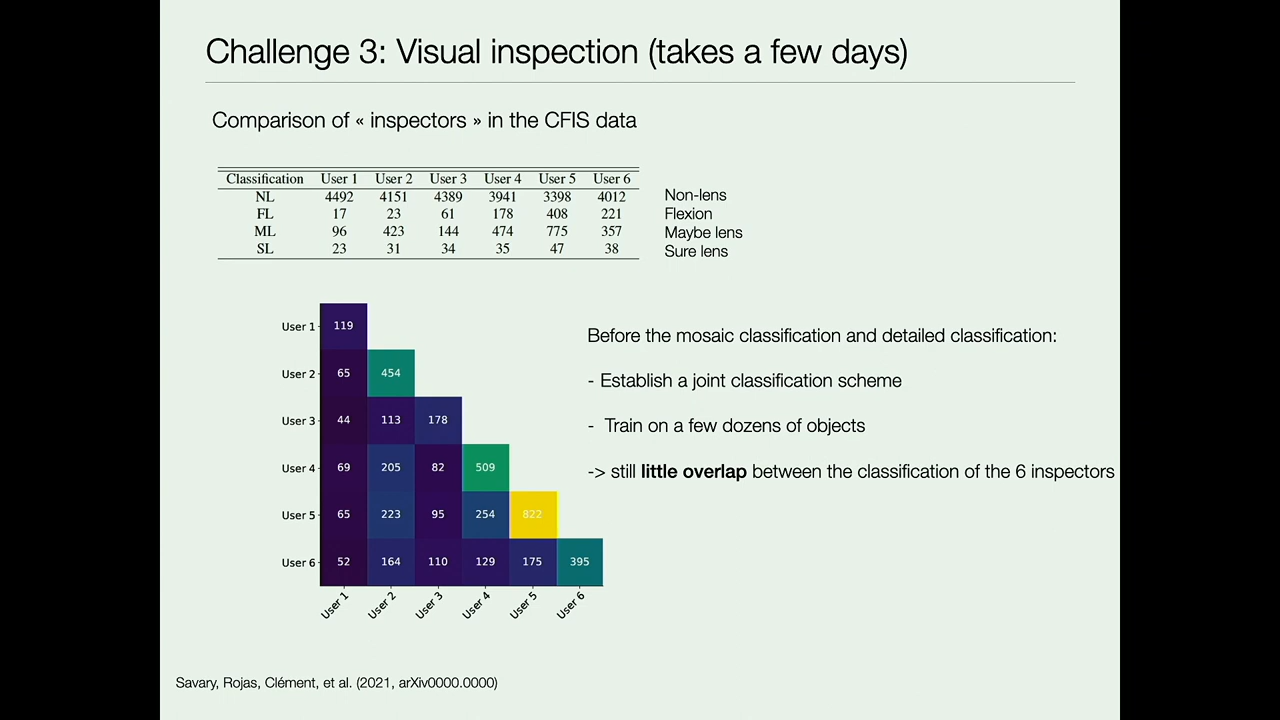 Challenge 3: Visual inspection (takes a few days)
Comparison of « inspectors » in the CFIS data
Classification User 1 User 2 User 3 User 4 User 5 User 6
NL 4492 4151 4389 3941 3398 4012 Non-lens
FL 17 23 61 178 408 221 Flexion
ML 96 423 144 474 775 357 Maybe lens
SL 23 31 34 35 47 38 Sure lens
User 1 119
User 2 65 454
User 3 44 113 178
User 4 69 205 82 509
User 5 65 223 95 254 822
User 6 52 164 110 129 175 395
User 1 User 2 User 3 User 4 User 5 User 6
Before the mosaic classification and detailed classification:
- Establish a joint classification scheme
- Train on a few dozens of objects
-> still little overlap between the classification of the 6 inspectors
Savary, Rojas, Clément, et al. (2021, arXiv0000.0000)